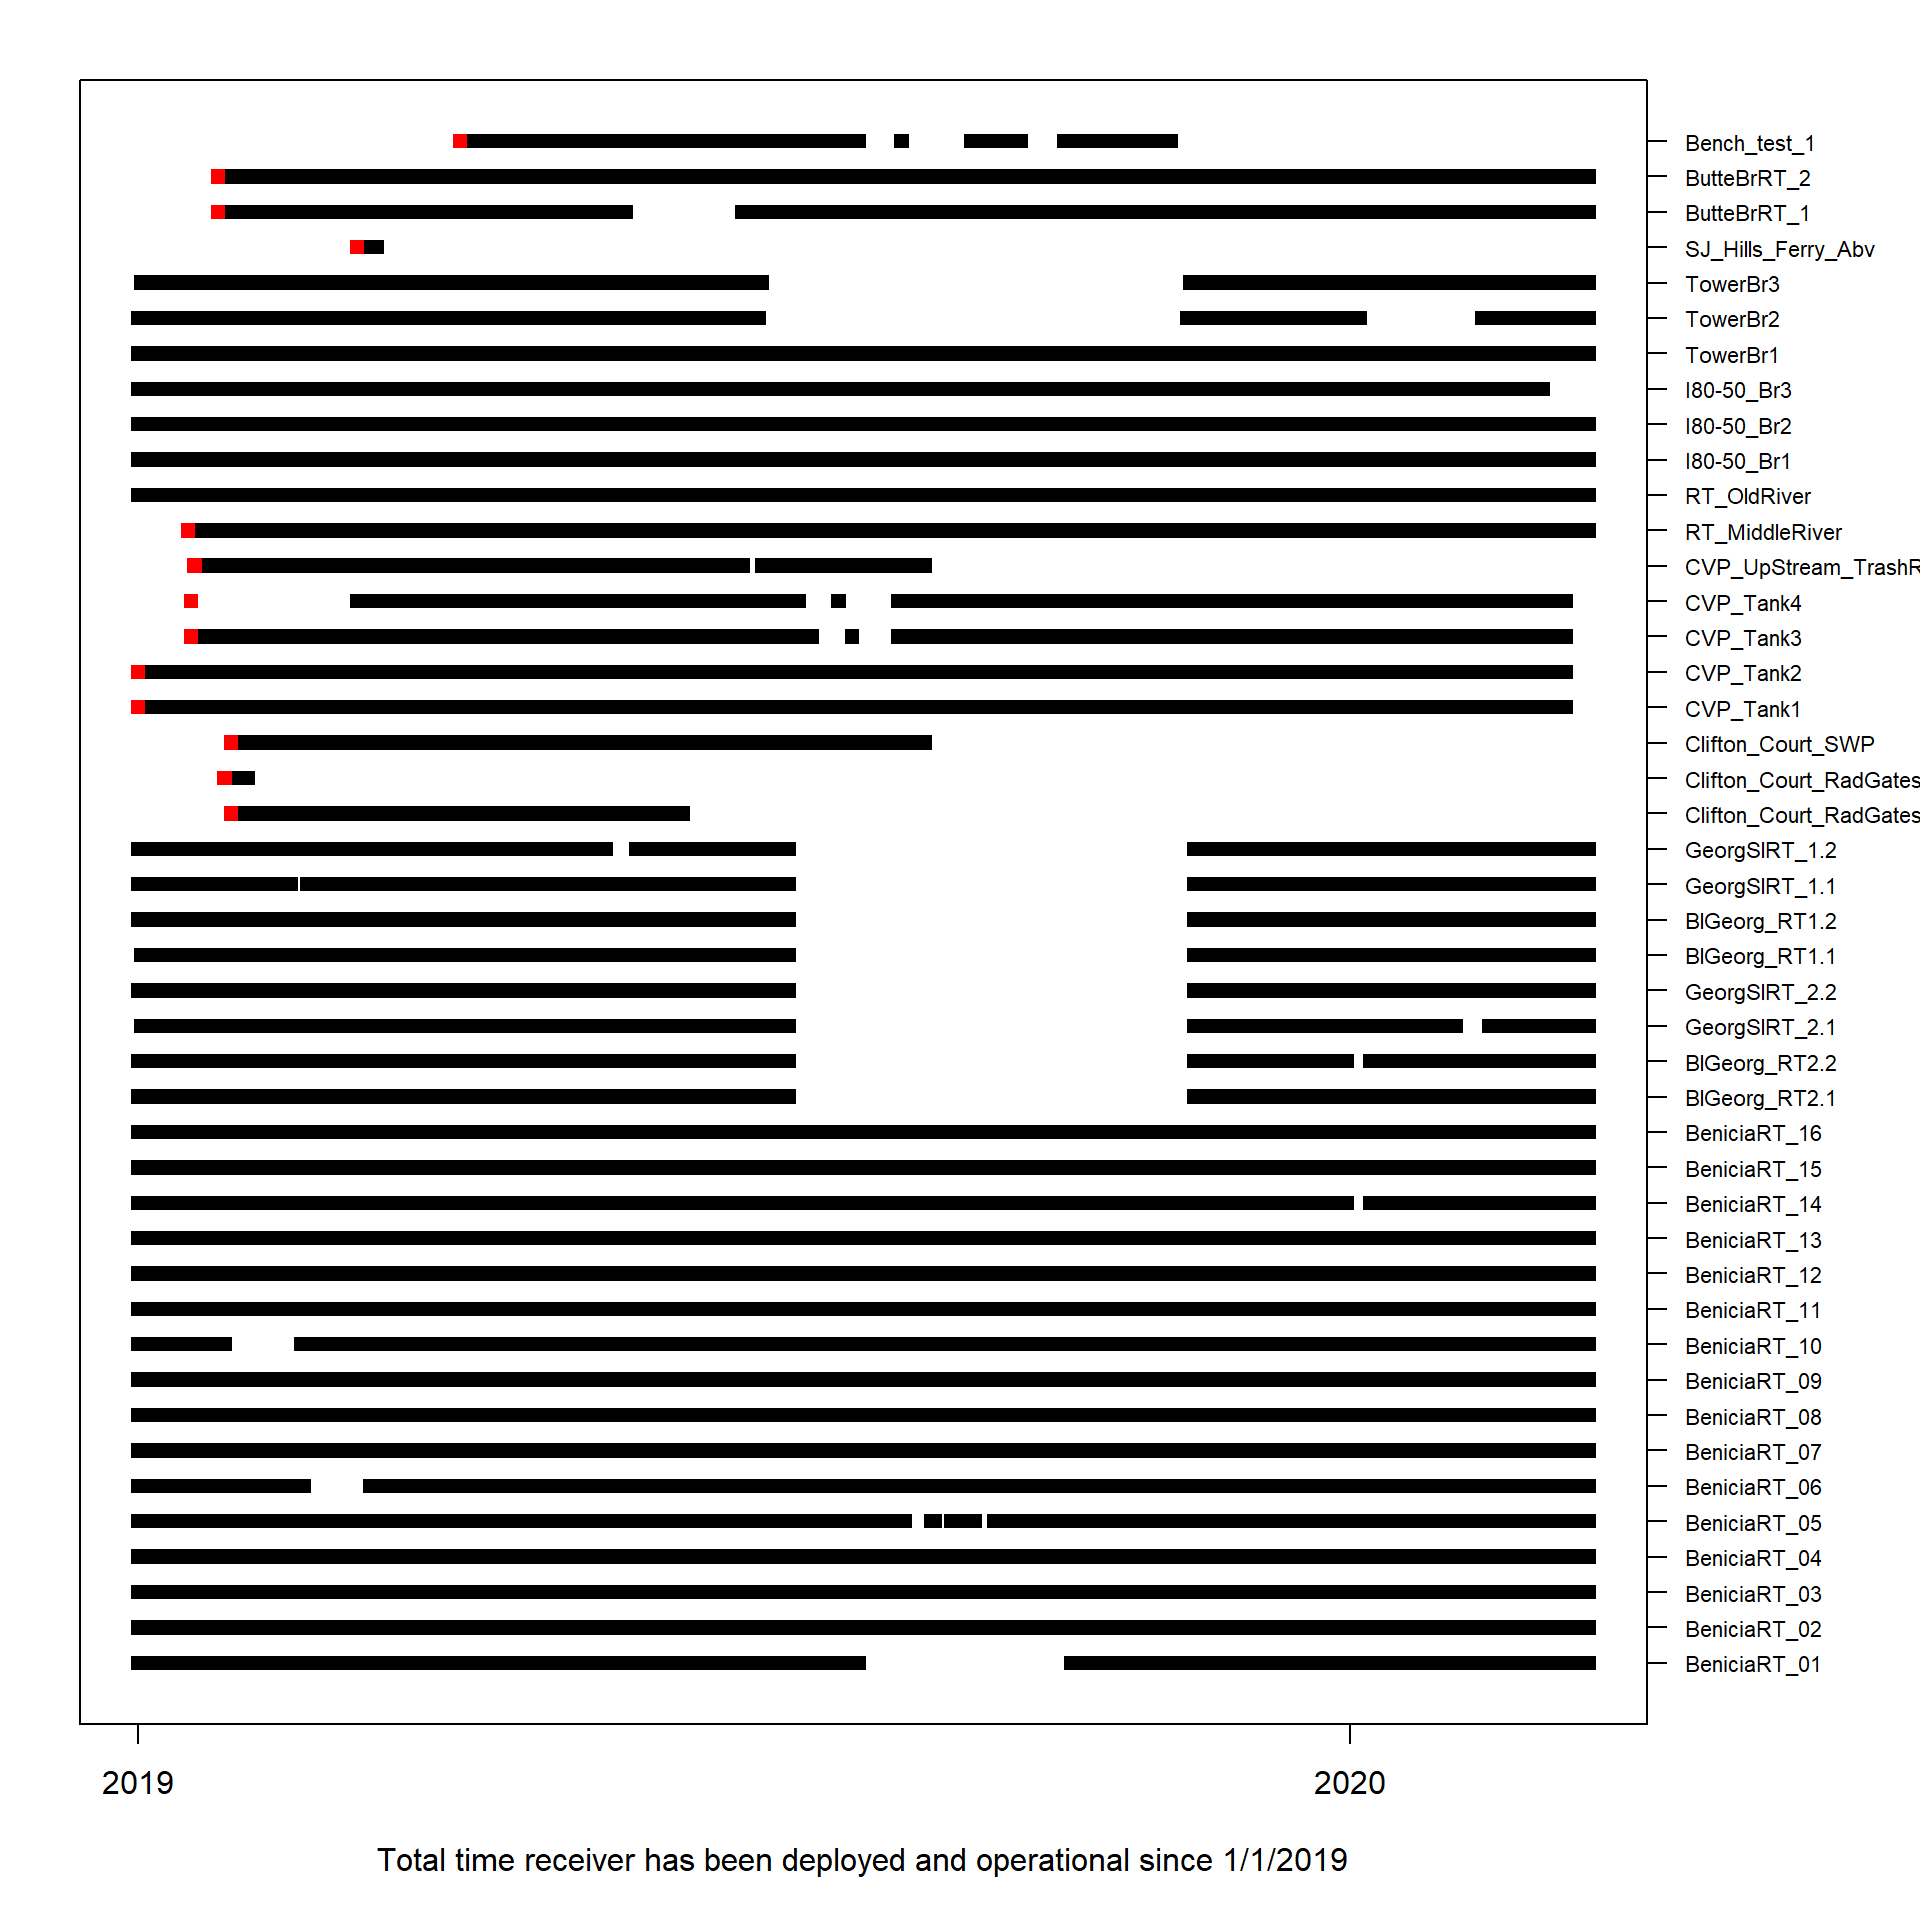 Bench_test_1
ButteBrRT_2
ButteBrRT_1
SJ_Hills_Ferry_Abv
TowerBr3
TowerBr2
TowerBr1
I80-50_Br3
I80-50_Br2
I80-50_Br1
RT_OldRiver
RT_MiddleRiver
CVP_UpStream_TrashR
CVP_Tank4
CVP_Tank3
CVP_Tank2
CVP_Tank1
Clifton_Court_SWP
Clifton_Court_RadGates
Clifton_Court_RadGates
GeorgSlRT_1.2
GeorgSlRT_1.1
BlGeorg_RT1.2
BlGeorg_RT1.1
GeorgSlRT_2.2
GeorgSlRT_2.1
BlGeorg_RT2.2
BlGeorg_RT2.1
BeniciaRT_16
BeniciaRT_15
BeniciaRT_14
BeniciaRT_13
BeniciaRT_12
BeniciaRT_11
BeniciaRT_10
BeniciaRT_09
BeniciaRT_08
BeniciaRT_07
BeniciaRT_06
BeniciaRT_05
BeniciaRT_04
BeniciaRT_03
BeniciaRT_02
BeniciaRT_01
2019 2020
Total time receiver has been deployed and operational since 1/1/2019